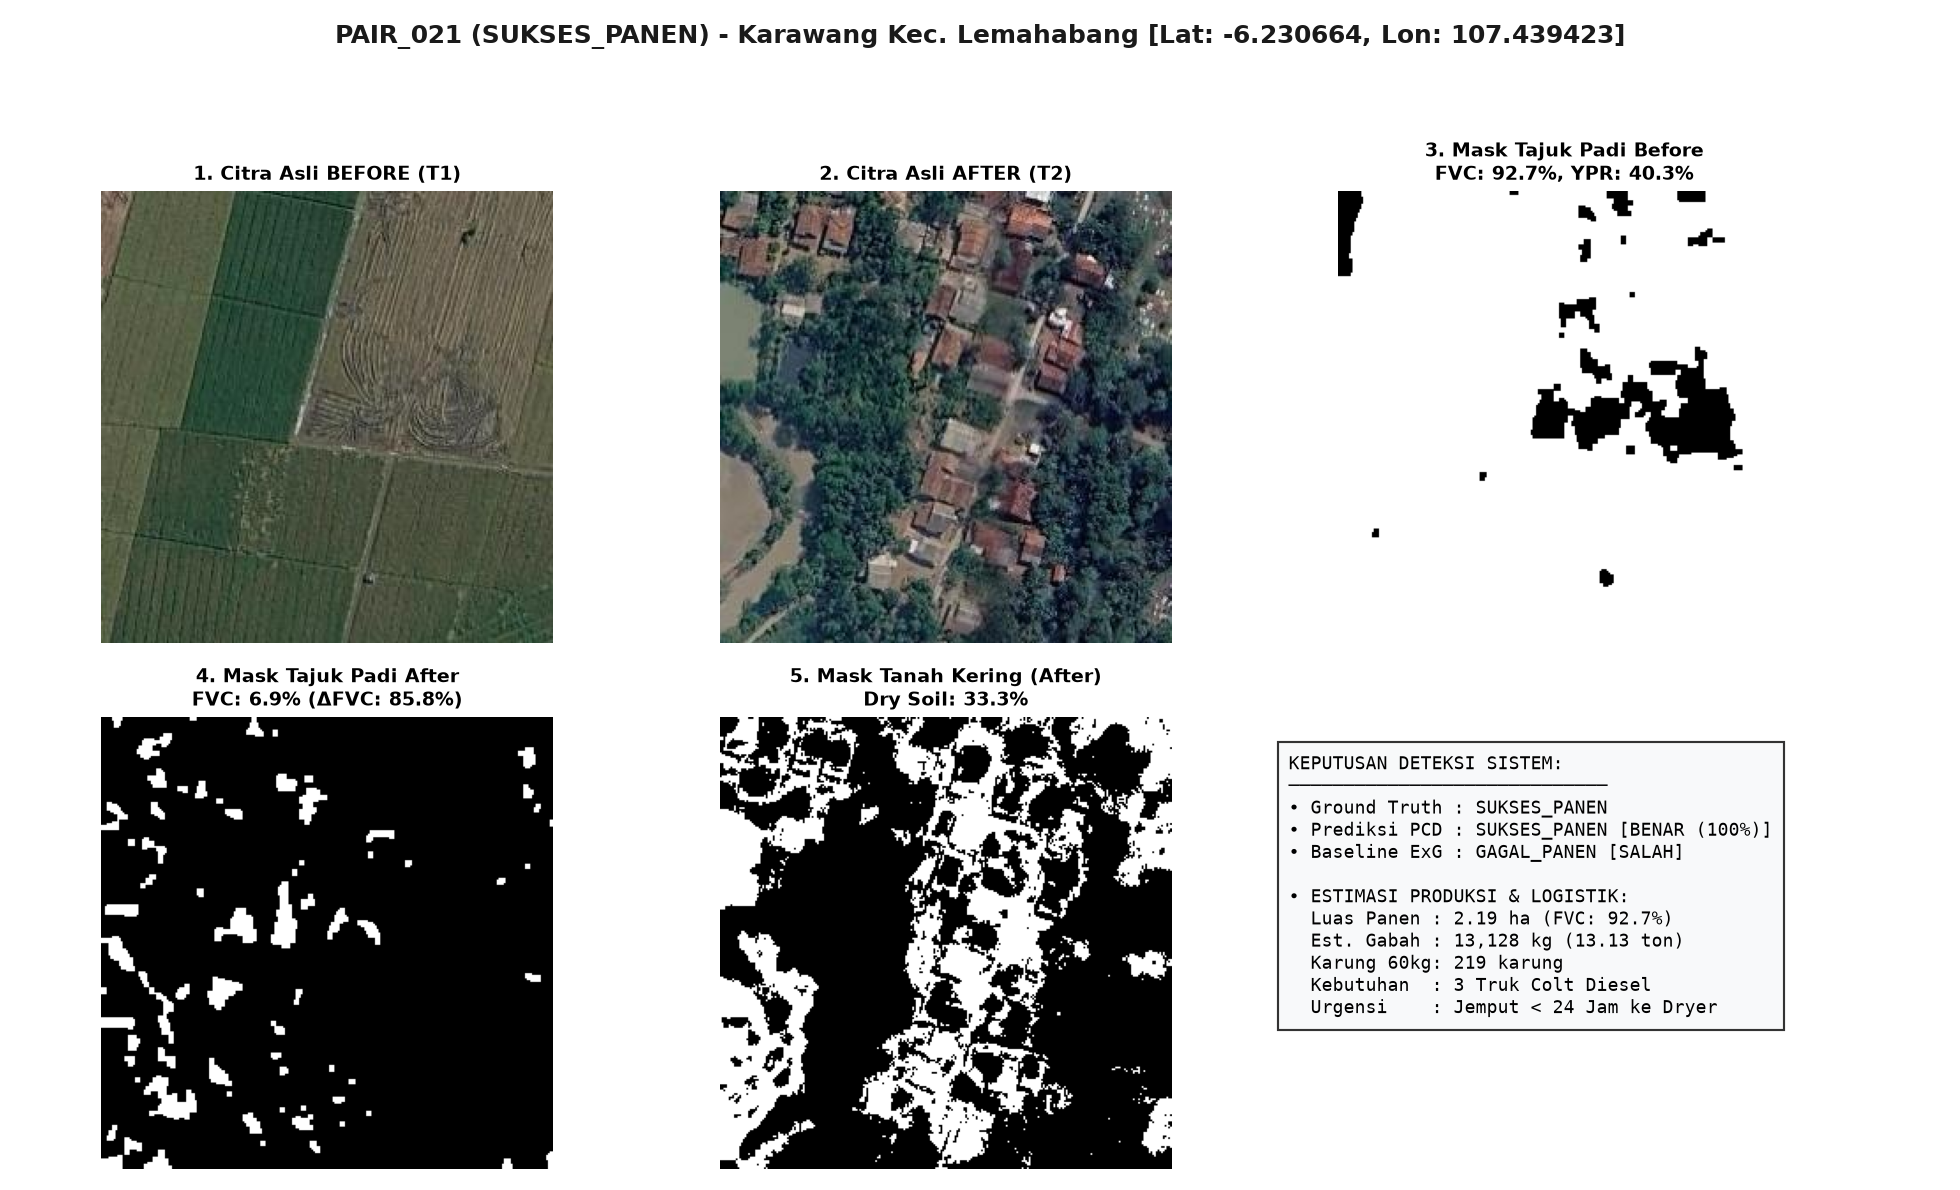 PAIR_021 (SUKSES_PANEN) - Karawang Kec. Lemahabang [Lat: -6.230664, Lon: 107.439423]
1. Citra Asli BEFORE (T1)
2. Citra Asli AFTER (T2)
3. Mask Tajuk Padi Before
FVC: 92.7%, YPR: 40.3%
4. Mask Tajuk Padi After
FVC: 6.9% (ΔFVC: 85.8%)
5. Mask Tanah Kering (After)
Dry Soil: 33.3%
KEPUTUSAN DETEKSI SISTEM:
• Ground Truth : SUKSES_PANEN
• Prediksi PCD : SUKSES_PANEN [BENAR (100%)]
• Baseline ExG : GAGAL_PANEN [SALAH]
• ESTIMASI PRODUKSI & LOGISTIK:
Luas Panen : 2.19 ha (FVC: 92.7%)
Est. Gabah : 13,128 kg (13.13 ton)
Karung 60kg: 219 karung
Kebutuhan  : 3 Truk Colt Diesel
Urgensi    : Jemput < 24 Jam ke Dryer